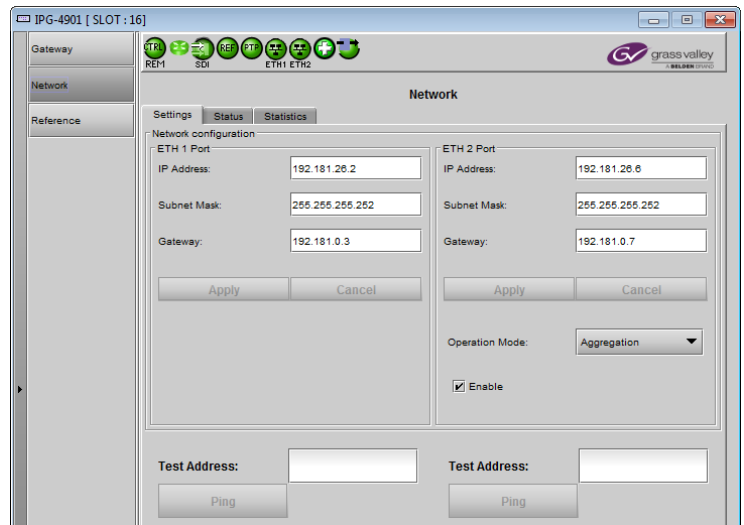 IPG-4901 [ SLOT : 16]
Gateway
Network
Reference
CTRL REF PTP
REM SDI ETH1 ETH2
GV grass valley
A BELDEN BRAND
Network
Settings Status Statistics
Network configuration
ETH 1 Port
IP Address: 192.181.26.2
Subnet Mask: 255.255.255.252
Gateway: 192.181.0.3
Apply Cancel
ETH 2 Port
IP Address: 192.181.26.6
Subnet Mask: 255.255.255.252
Gateway: 192.181.0.7
Apply Cancel
Operation Mode: Aggregation
Enable
Test Address:
Ping
Test Address:
Ping